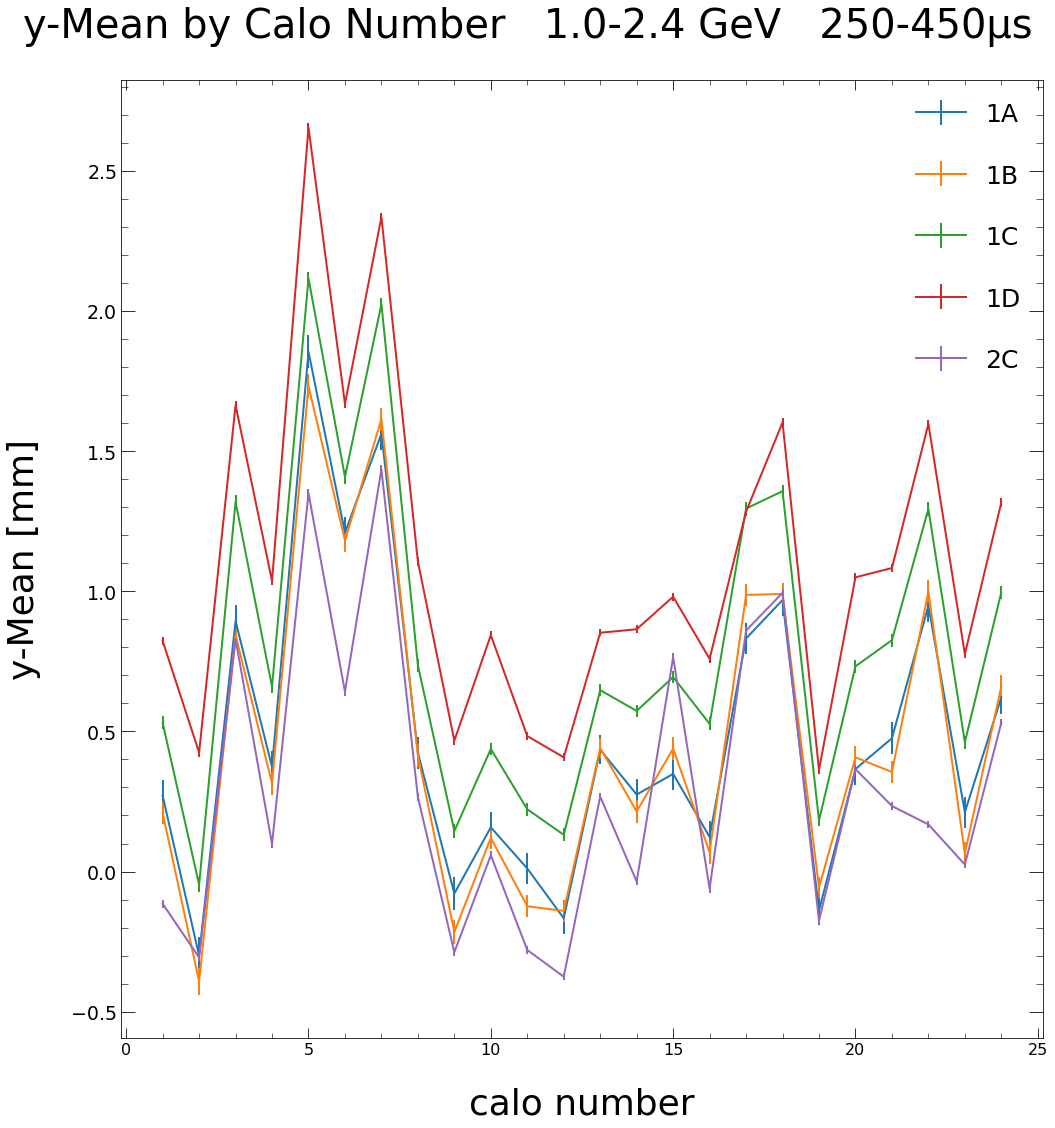 y-Mean by Calo Number 1.0-2.4 GeV 250-450μs
1A
1B
1C
1D
2C
y-Mean [mm]
2.5
2.0
1.5
1.0
0.5
0.0
−0.5
0 5 10 15 20 25
calo number